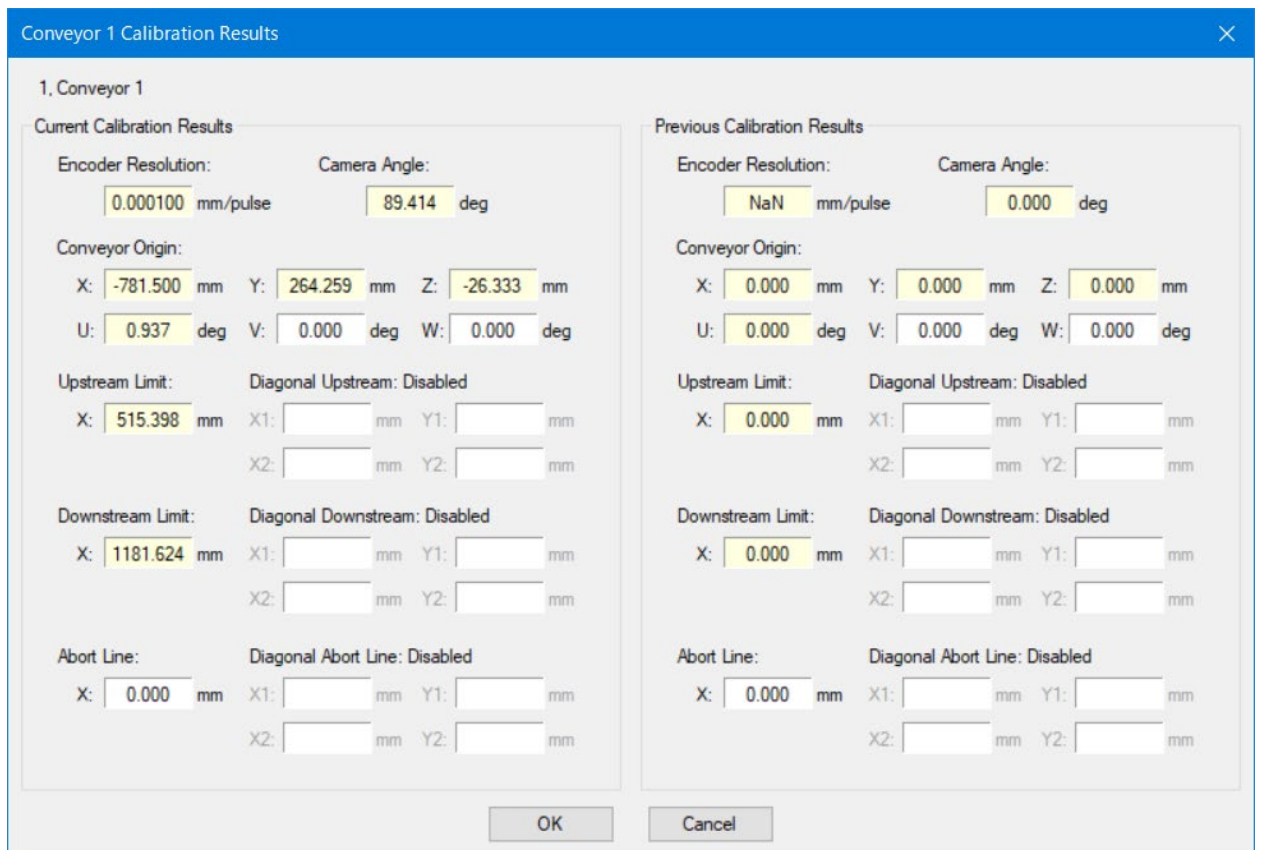 Conveyor 1 Calibration Results
1, Conveyor 1
Current Calibration Results
Encoder Resolution: Camera Angle:
0.000100 mm/pulse 89.414 deg
Conveyor Origin:
X: -781.500 mm Y: 264.259 mm Z: -26.333 mm
U: 0.937 deg V: 0.000 deg W: 0.000 deg
Upstream Limit: Diagonal Upstream: Disabled
X: 515.398 mm X1: mm Y1: mm
X2: mm Y2: mm
Downstream Limit: Diagonal Downstream: Disabled
X: 1181.624 mm X1: mm Y1: mm
X2: mm Y2: mm
Abort Line: Diagonal Abort Line: Disabled
X: 0.000 mm X1: mm Y1: mm
X2: mm Y2: mm
Previous Calibration Results
Encoder Resolution: Camera Angle:
NaN mm/pulse 0.000 deg
Conveyor Origin:
X: 0.000 mm Y: 0.000 mm Z: 0.000 mm
U: 0.000 deg V: 0.000 deg W: 0.000 deg
Upstream Limit: Diagonal Upstream: Disabled
X: 0.000 mm X1: mm Y1: mm
X2: mm Y2: mm
Downstream Limit: Diagonal Downstream: Disabled
X: 0.000 mm X1: mm Y1: mm
X2: mm Y2: mm
Abort Line: Diagonal Abort Line: Disabled
X: 0.000 mm X1: mm Y1: mm
X2: mm Y2: mm
OK Cancel